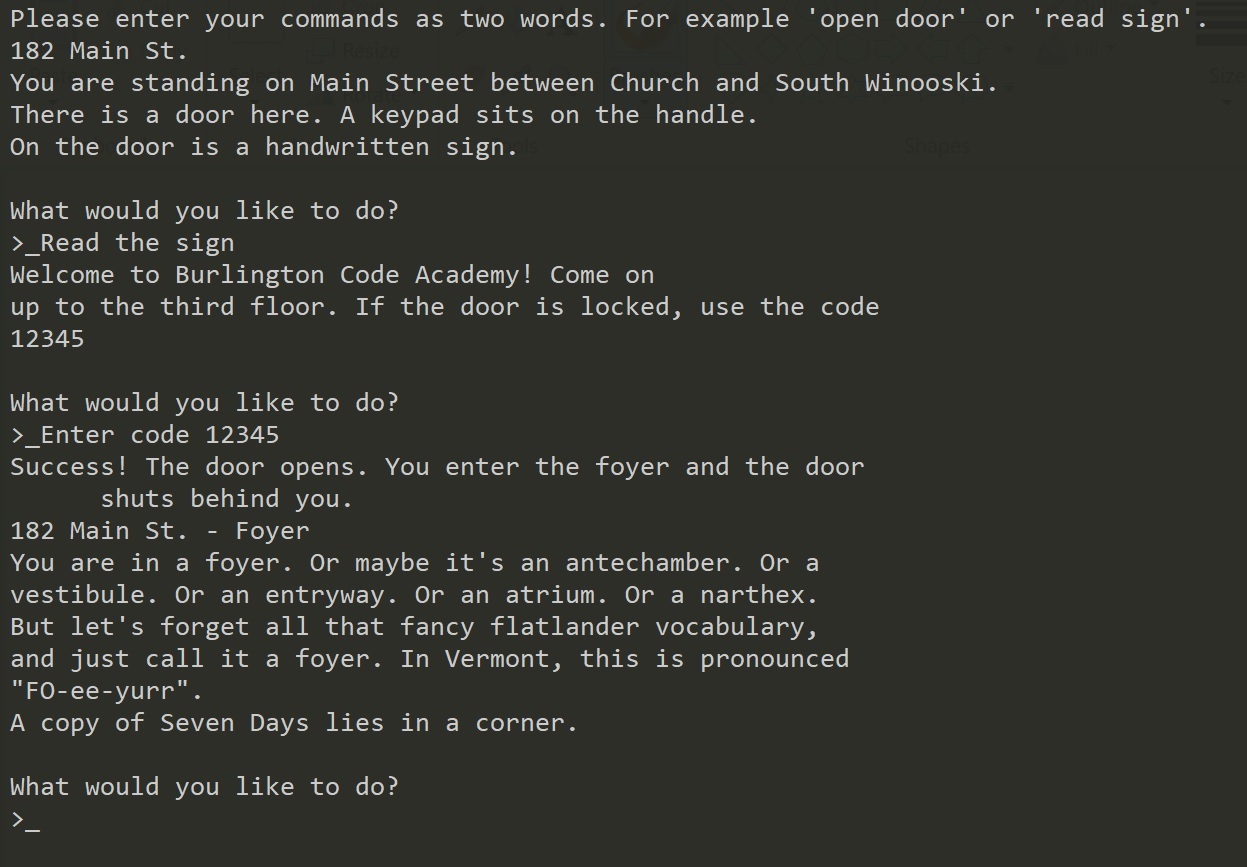 Please enter your commands as two words. For example 'open door' or 'read sign'.
182 Main St.
You are standing on Main Street between Church and South Winooski.
There is a door here. A keypad sits on the handle.
On the door is a handwritten sign.
What would you like to do?
>_Read the sign
Welcome to Burlington Code Academy! Come on
up to the third floor. If the door is locked, use the code
12345
What would you like to do?
>_Enter code 12345
Success! The door opens. You enter the foyer and the door
shuts behind you.
182 Main St. - Foyer
You are in a foyer. Or maybe it's an antechamber. Or a
vestibule. Or an entryway. Or an atrium. Or a narthex.
But let's forget all that fancy flatlander vocabulary,
and just call it a foyer. In Vermont, this is pronounced
"FO-ee-yurr".
A copy of Seven Days lies in a corner.
What would you like to do?
>_
Resize
Shapes